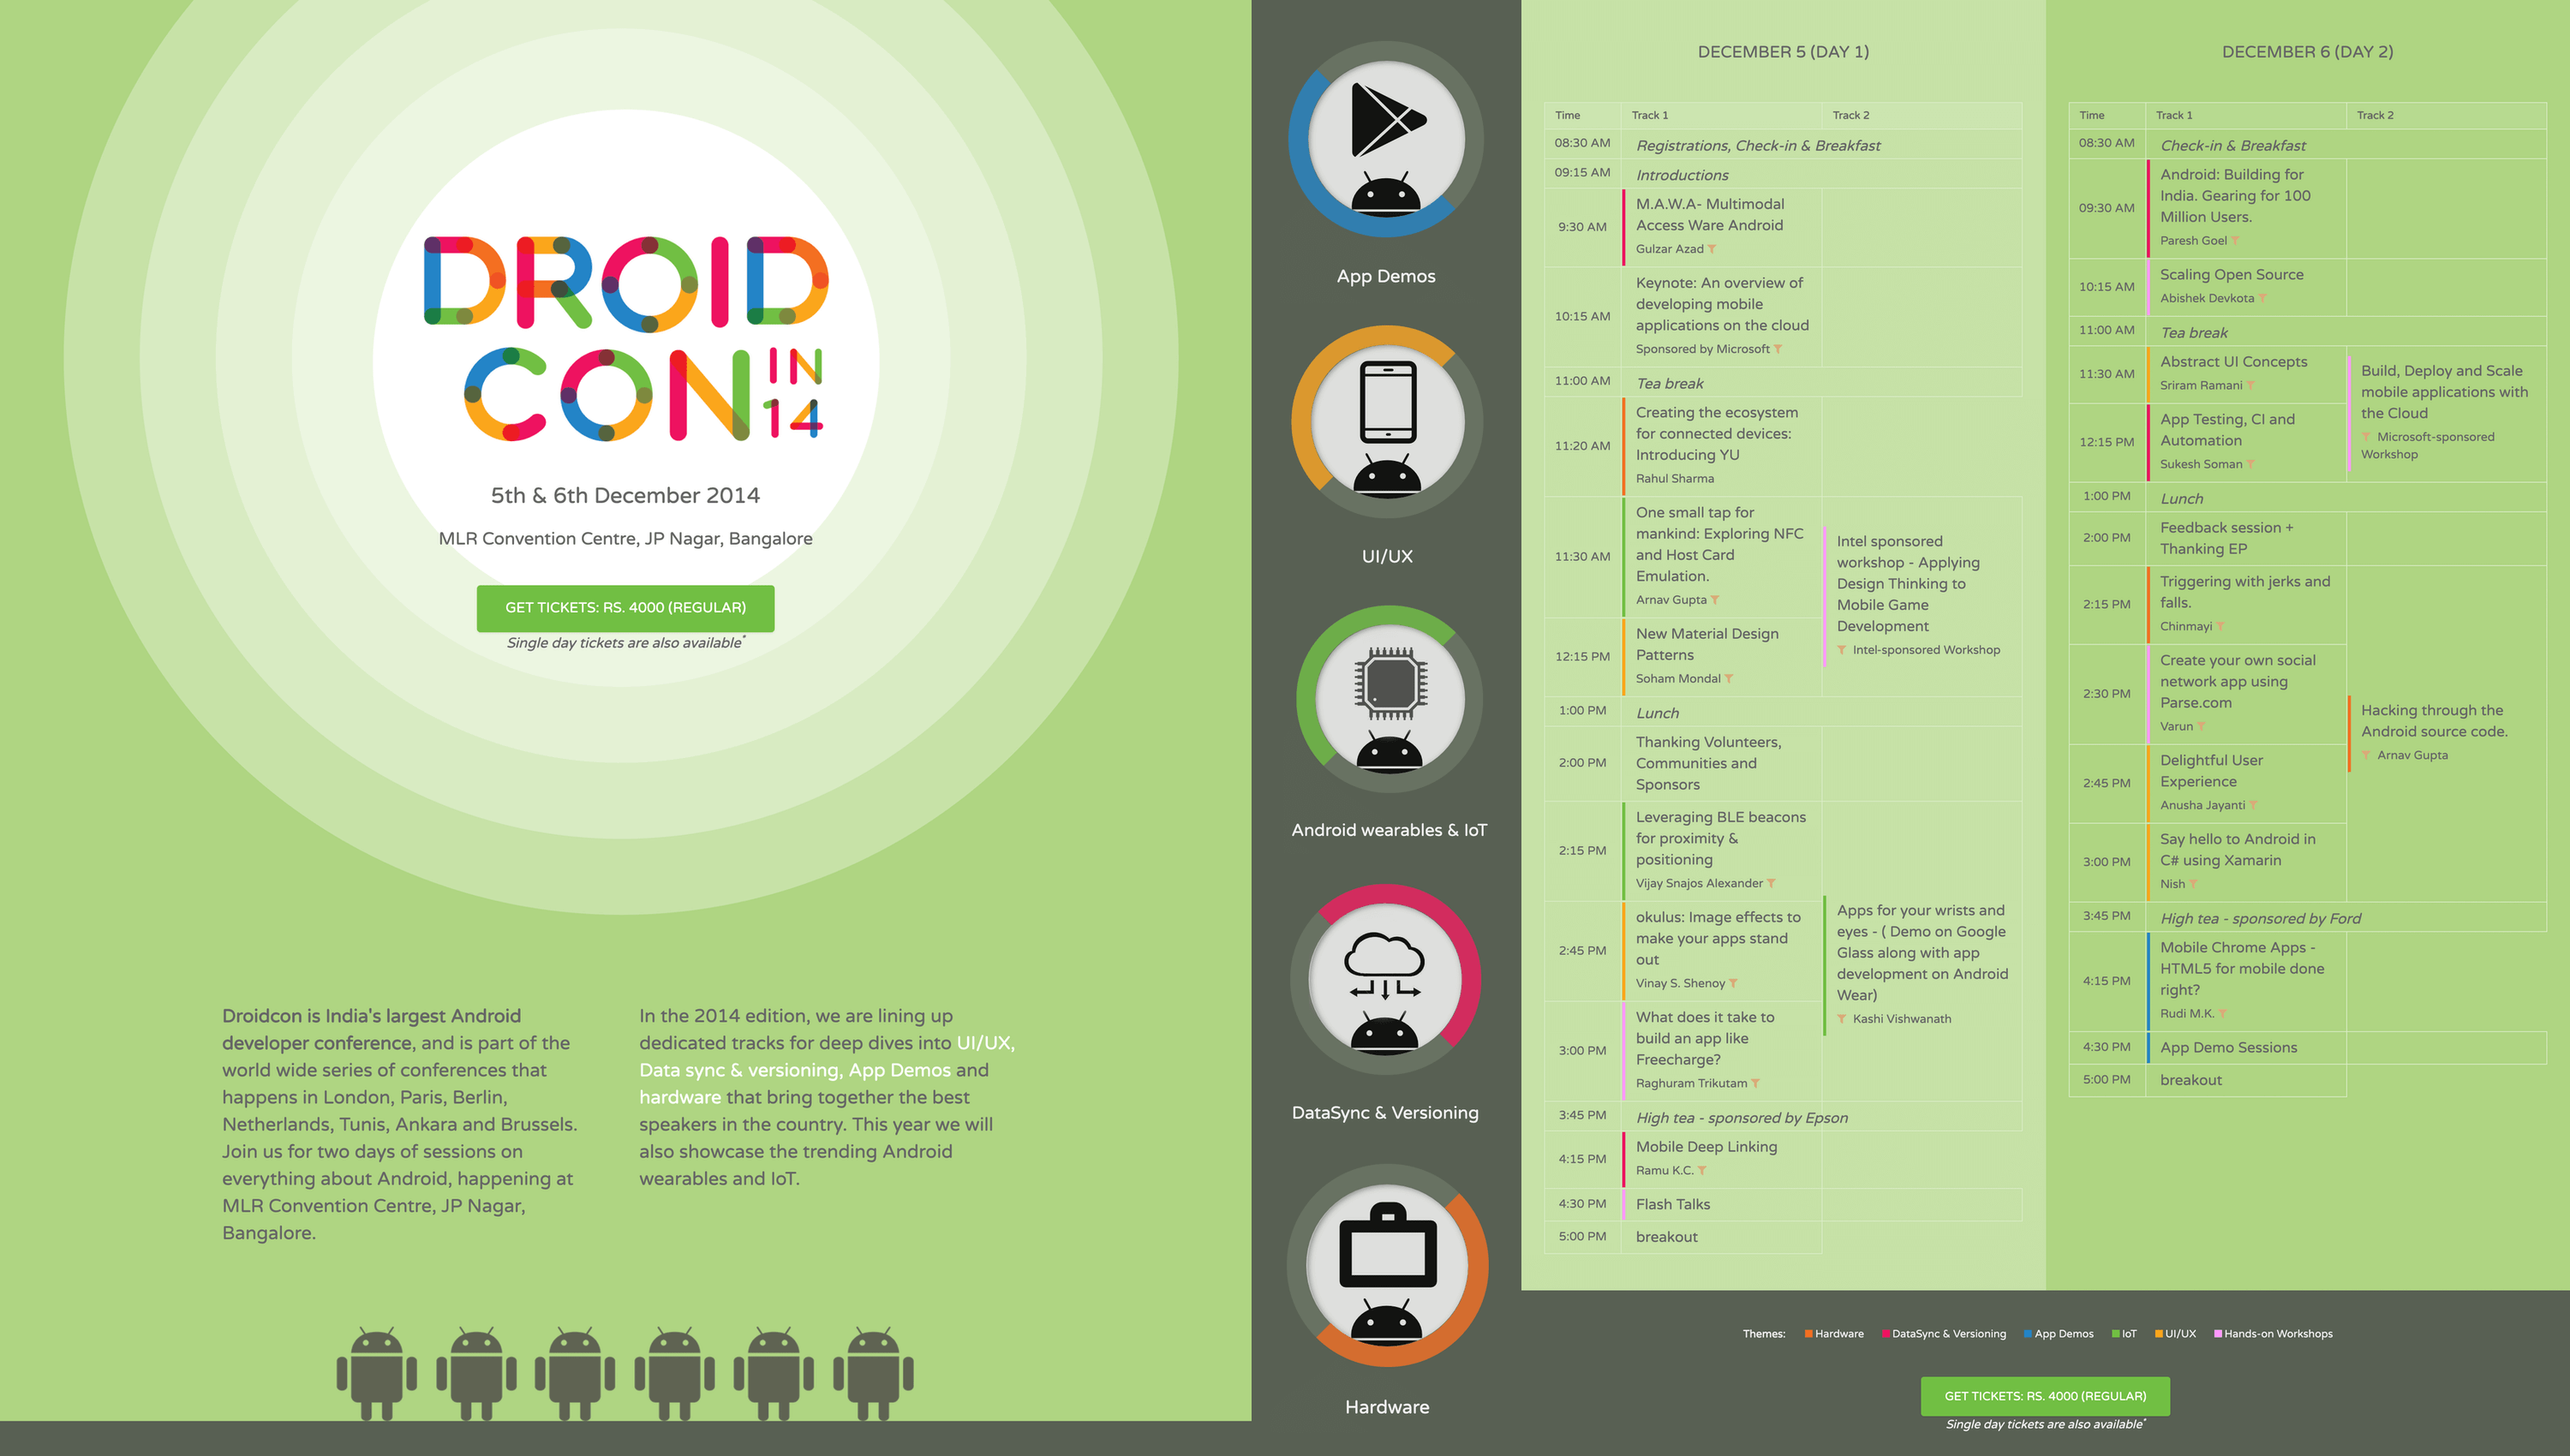 DROID
CON IN
14
5th & 6th December 2014
MLR Convention Centre, JP Nagar, Bangalore
GET TICKETS: RS. 4000 (REGULAR)
Single day tickets are also available*
Droidcon is India's largest Android
developer conference, and is part of the
world wide series of conferences that
happens in London, Paris, Berlin,
Netherlands, Tunis, Ankara and Brussels.
Join us for two days of sessions on
everything about Android, happening at
MLR Convention Centre, JP Nagar,
Bangalore.
In the 2014 edition, we are lining up
dedicated tracks for deep dives into UI/UX,
Data sync & versioning, App Demos and
hardware that bring together the best
speakers in the country. This year we will
also showcase the trending Android
wearables and IoT.
App Demos
UI/UX
Android wearables & IoT
DataSync & Versioning
Hardware
DECEMBER 5 (DAY 1)
Time Track 1 Track 2
08:30 AM Registrations, Check-in & Breakfast
09:15 AM Introductions
9:30 AM
M.A.W.A- Multimodal
Access Ware Android
Gulzar Azad
10:15 AM
Keynote: An overview of
developing mobile
applications on the cloud
Sponsored by Microsoft
11:00 AM Tea break
11:20 AM
Creating the ecosystem
for connected devices:
Introducing YU
Rahul Sharma
11:30 AM
One small tap for
mankind: Exploring NFC
and Host Card
Emulation.
Arnav Gupta
Intel sponsored
workshop - Applying
Design Thinking to
Mobile Game
Development
Intel-sponsored Workshop
12:15 PM
New Material Design
Patterns
Soham Mondal
1:00 PM Lunch
2:00 PM
Thanking Volunteers,
Communities and
Sponsors
2:15 PM
Leveraging BLE beacons
for proximity &
positioning
Vijay Snajos Alexander
Apps for your wrists and
eyes - ( Demo on Google
Glass along with app
development on Android
Wear)
Kashi Vishwanath
2:45 PM
okulus: Image effects to
make your apps stand
out
Vinay S. Shenoy
3:00 PM
What does it take to
build an app like
Freecharge?
Raghuram Trikutam
3:45 PM High tea - sponsored by Epson
4:15 PM
Mobile Deep Linking
Ramu K.C.
4:30 PM Flash Talks
5:00 PM breakout
DECEMBER 6 (DAY 2)
Time Track 1 Track 2
08:30 AM Check-in & Breakfast
09:30 AM
Android: Building for
India. Gearing for 100
Million Users.
Paresh Goel
10:15 AM
Scaling Open Source
Abishek Devkota
11:00 AM Tea break
11:30 AM
Abstract UI Concepts
Sriram Ramani
Build, Deploy and Scale
mobile applications with
the Cloud
Microsoft-sponsored
Workshop
12:15 PM
App Testing, CI and
Automation
Sukesh Soman
1:00 PM Lunch
2:00 PM
Feedback session +
Thanking EP
2:15 PM
Triggering with jerks and
falls.
Chinmayi
2:30 PM
Create your own social
network app using
Parse.com
Varun
Hacking through the
Android source code.
Arnav Gupta
2:45 PM
Delightful User
Experience
Anusha Jayanti
3:00 PM
Say hello to Android in
C# using Xamarin
Nish
3:45 PM High tea - sponsored by Ford
4:15 PM
Mobile Chrome Apps -
HTML5 for mobile done
right?
Rudi M.K.
4:30 PM App Demo Sessions
5:00 PM breakout
Themes: Hardware DataSync & Versioning App Demos IoT UI/UX Hands-on Workshops
GET TICKETS: RS. 4000 (REGULAR)
Single day tickets are also available*